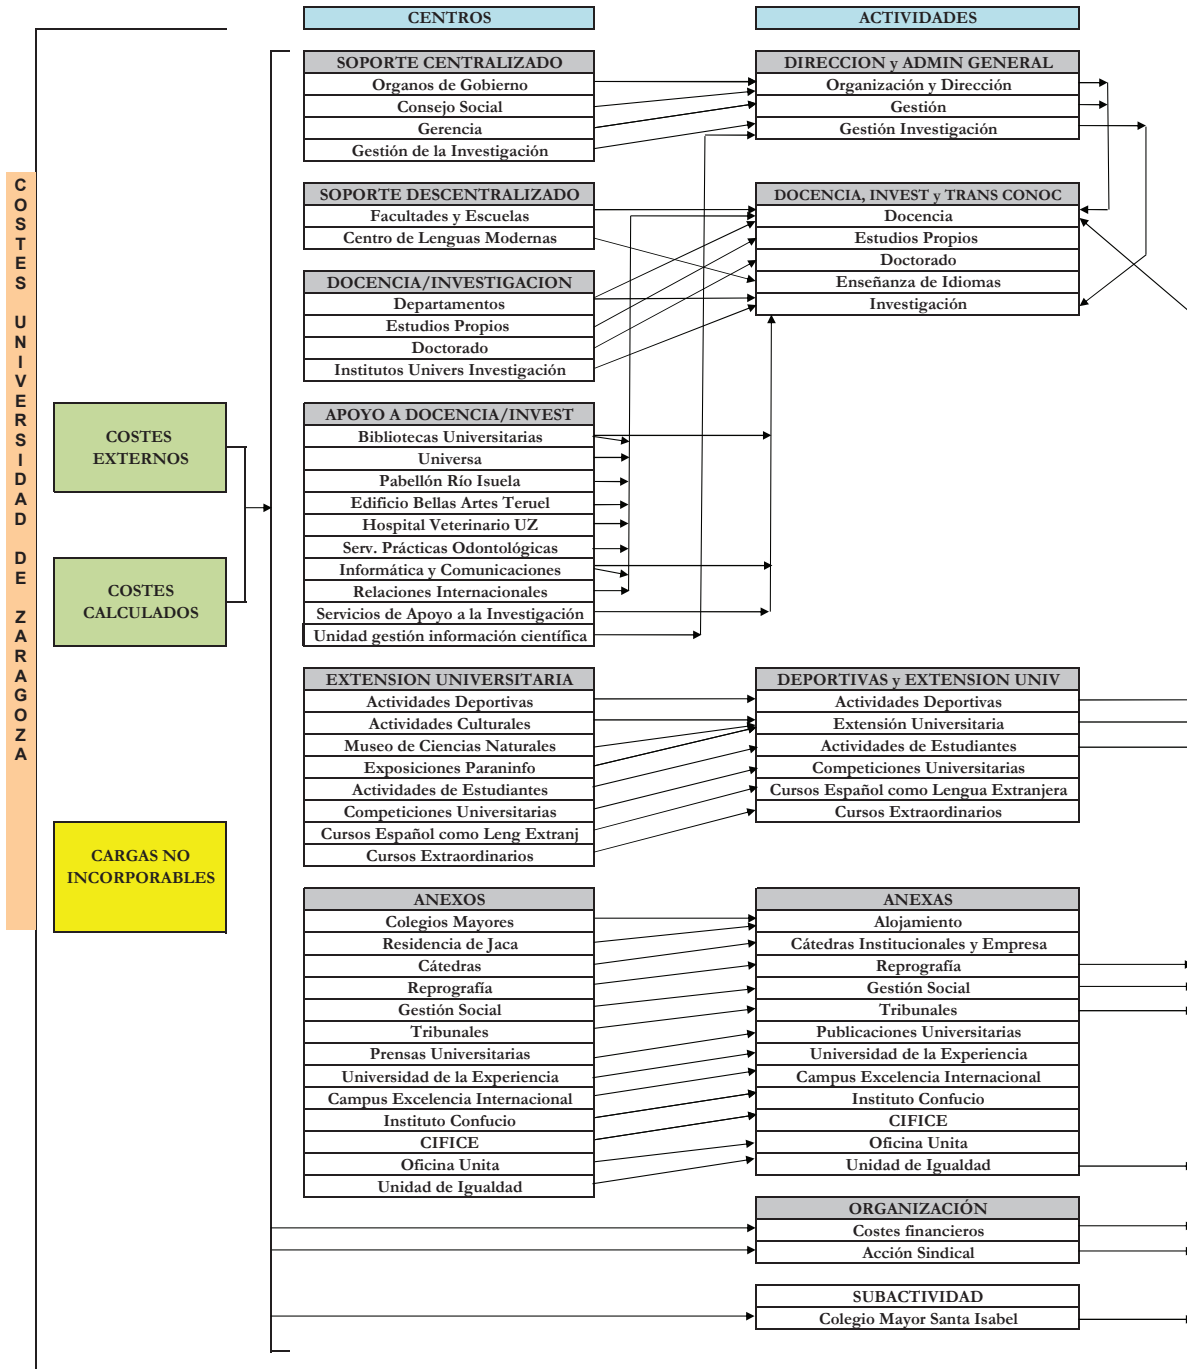 COSTES UNIVERSIDAD DE ZARAGOZA
COSTES
EXTERNOS
COSTES
CALCULADOS
CARGAS NO
INCORPORABLES
CENTROS
SOPORTE CENTRALIZADO
Organos de Gobierno
Consejo Social
Gerencia
Gestión de la Investigación
SOPORTE DESCENTRALIZADO
Facultades y Escuelas
Centro de Lenguas Modernas
DOCENCIA/INVESTIGACION
Departamentos
Estudios Propios
Doctorado
Institutos Univers Investigación
APOYO A DOCENCIA/INVEST
Bibliotecas Universitarias
Universa
Pabellón Río Isuela
Edificio Bellas Artes Teruel
Hospital Veterinario UZ
Serv. Prácticas Odontológicas
Informática y Comunicaciones
Relaciones Internacionales
Servicios de Apoyo a la Investigación
Unidad gestión información científica
EXTENSION UNIVERSITARIA
Actividades Deportivas
Actividades Culturales
Museo de Ciencias Naturales
Exposiciones Paraninfo
Actividades de Estudiantes
Competiciones Universitarias
Cursos Español como Leng Extranj
Cursos Extraordinarios
ANEXOS
Colegios Mayores
Residencia de Jaca
Cátedras
Reprografía
Gestión Social
Tribunales
Prensas Universitarias
Universidad de la Experiencia
Campus Excelencia Internacional
Instituto Confucio
CIFICE
Oficina Unita
Unidad de Igualdad
ACTIVIDADES
DIRECCION y ADMIN GENERAL
Organización y Dirección
Gestión
Gestión Investigación
DOCENCIA, INVEST y TRANS CONOC
Docencia
Estudios Propios
Doctorado
Enseñanza de Idiomas
Investigación
DEPORTIVAS y EXTENSION UNIV
Actividades Deportivas
Extensión Universitaria
Actividades de Estudiantes
Competiciones Universitarias
Cursos Español como Lengua Extranjera
Cursos Extraordinarios
ANEXAS
Alojamiento
Cátedras Institucionales y Empresa
Reprografía
Gestión Social
Tribunales
Publicaciones Universitarias
Universidad de la Experiencia
Campus Excelencia Internacional
Instituto Confucio
CIFICE
Oficina Unita
Unidad de Igualdad
ORGANIZACIÓN
Costes financieros
Acción Sindical
SUBACTIVIDAD
Colegio Mayor Santa Isabel